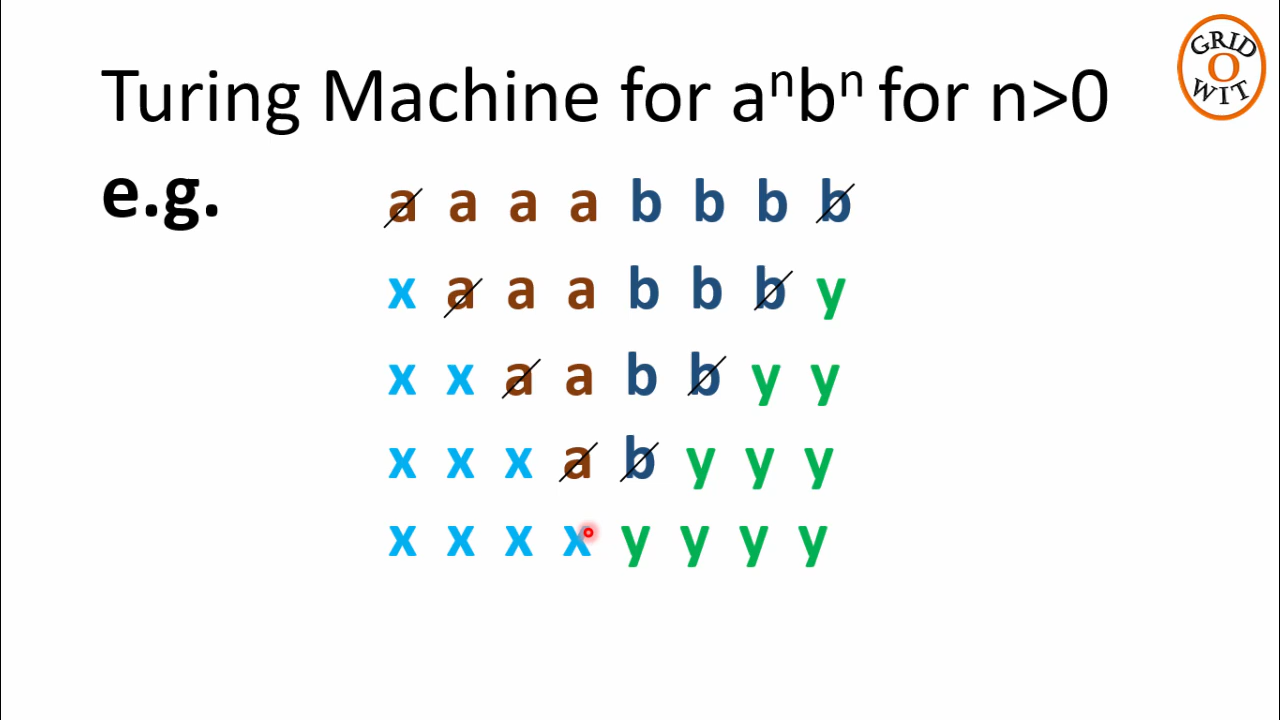 Turing Machine for aⁿbⁿ for n>0
GRID
O
WIT
e.g.
a a a a b b b b
x a a a b b b y
x x a a b b y y
x x x a b y y y
x x x x y y y y